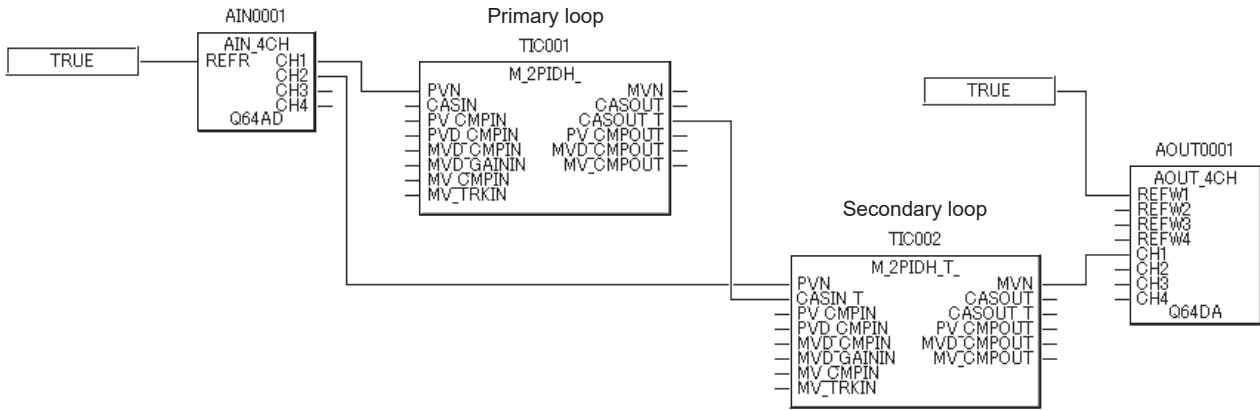 AIN0001
TRUE
AIN_4CH
REFR CH1
CH2
CH3
CH4
Q64AD
Primary loop
TIC001
M_2PIDH_
PVN MVN
CASIN CASOUT
PV_CMPIN CASOUT_T
PVD_CMPIN PV_CMPOUT
MVD_CMPIN MVD_CMPOUT
MVD_GAININ MV_CMPOUT
MV_CMPIN
MV_TRKIN
Secondary loop
TIC002
M_2PIDH_T_
PVN MVN
CASIN_T CASOUT
PV_CMPIN CASOUT_T
PVD_CMPIN PV_CMPOUT
MVD_CMPIN MVD_CMPOUT
MVD_GAININ MV_CMPOUT
MV_CMPIN
MV_TRKIN
TRUE
AOUT0001
AOUT_4CH
REFW1
REFW2
REFW3
REFW4
CH1
CH2
CH3
CH4
Q64DA